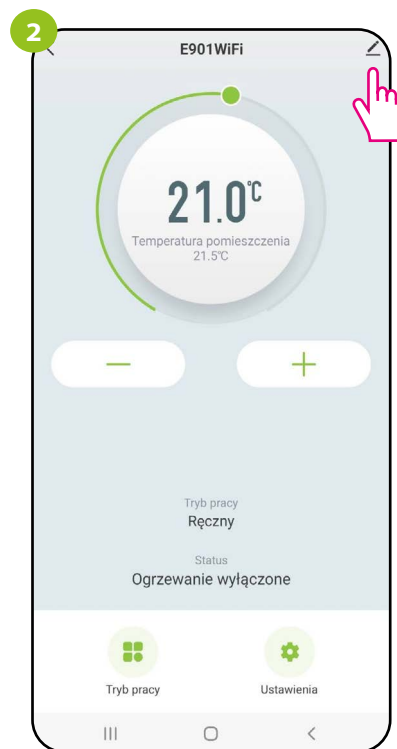 2
E901WiFi
21.0℃
Temperatura pomieszczenia
21.5℃
Tryb pracy
Ręczny
Status
Ogrzewanie wyłączone
Tryb pracy Ustawienia